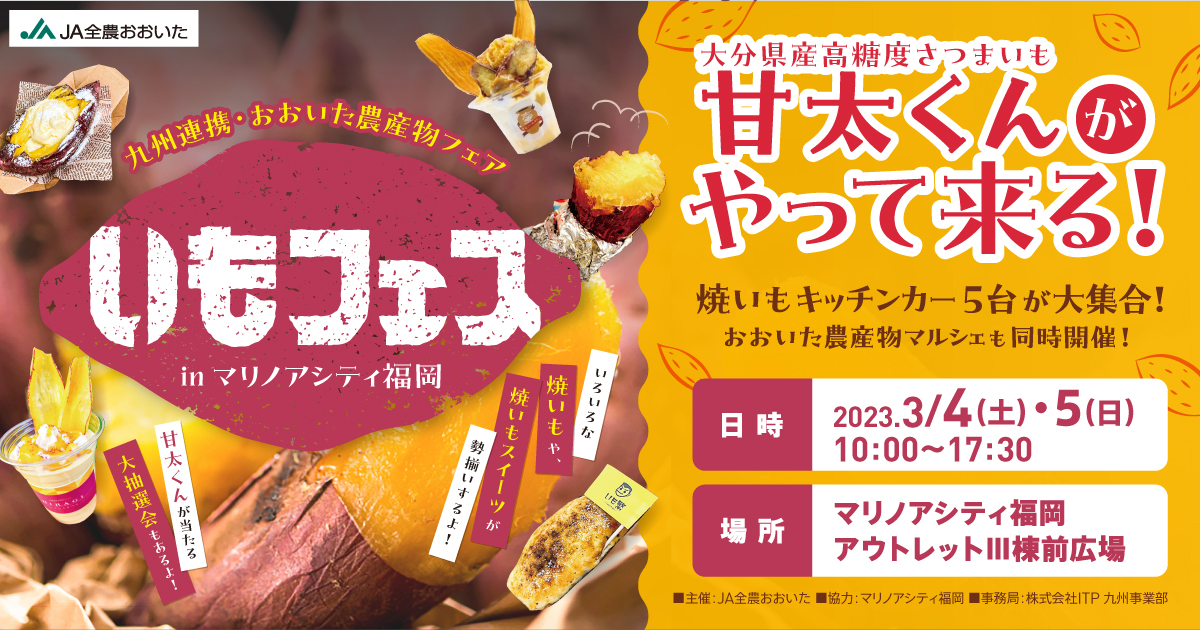 JA全農おおいた
九州連携・おおいた農産物フェア
いもフェス
in マリノアシティ福岡
いろいろな
焼いもや、
焼いもスイーツが
勢揃いするよ！
甘太くんが当たる
大抽選会もあるよ！
いも堅
大分県産高糖度さつまいも
甘太くんが
やって来る！
焼いもキッチンカー5台が大集合！
おおいた農産物マルシェも同時開催！
日時
2023.3/4(土)・5(日)
10:00～17:30
場所
マリノアシティ福岡
アウトレットⅢ棟前広場
■主催：JA全農おおいた ■協力：マリノアシティ福岡 ■事務局：株式会社ITP 九州事業部